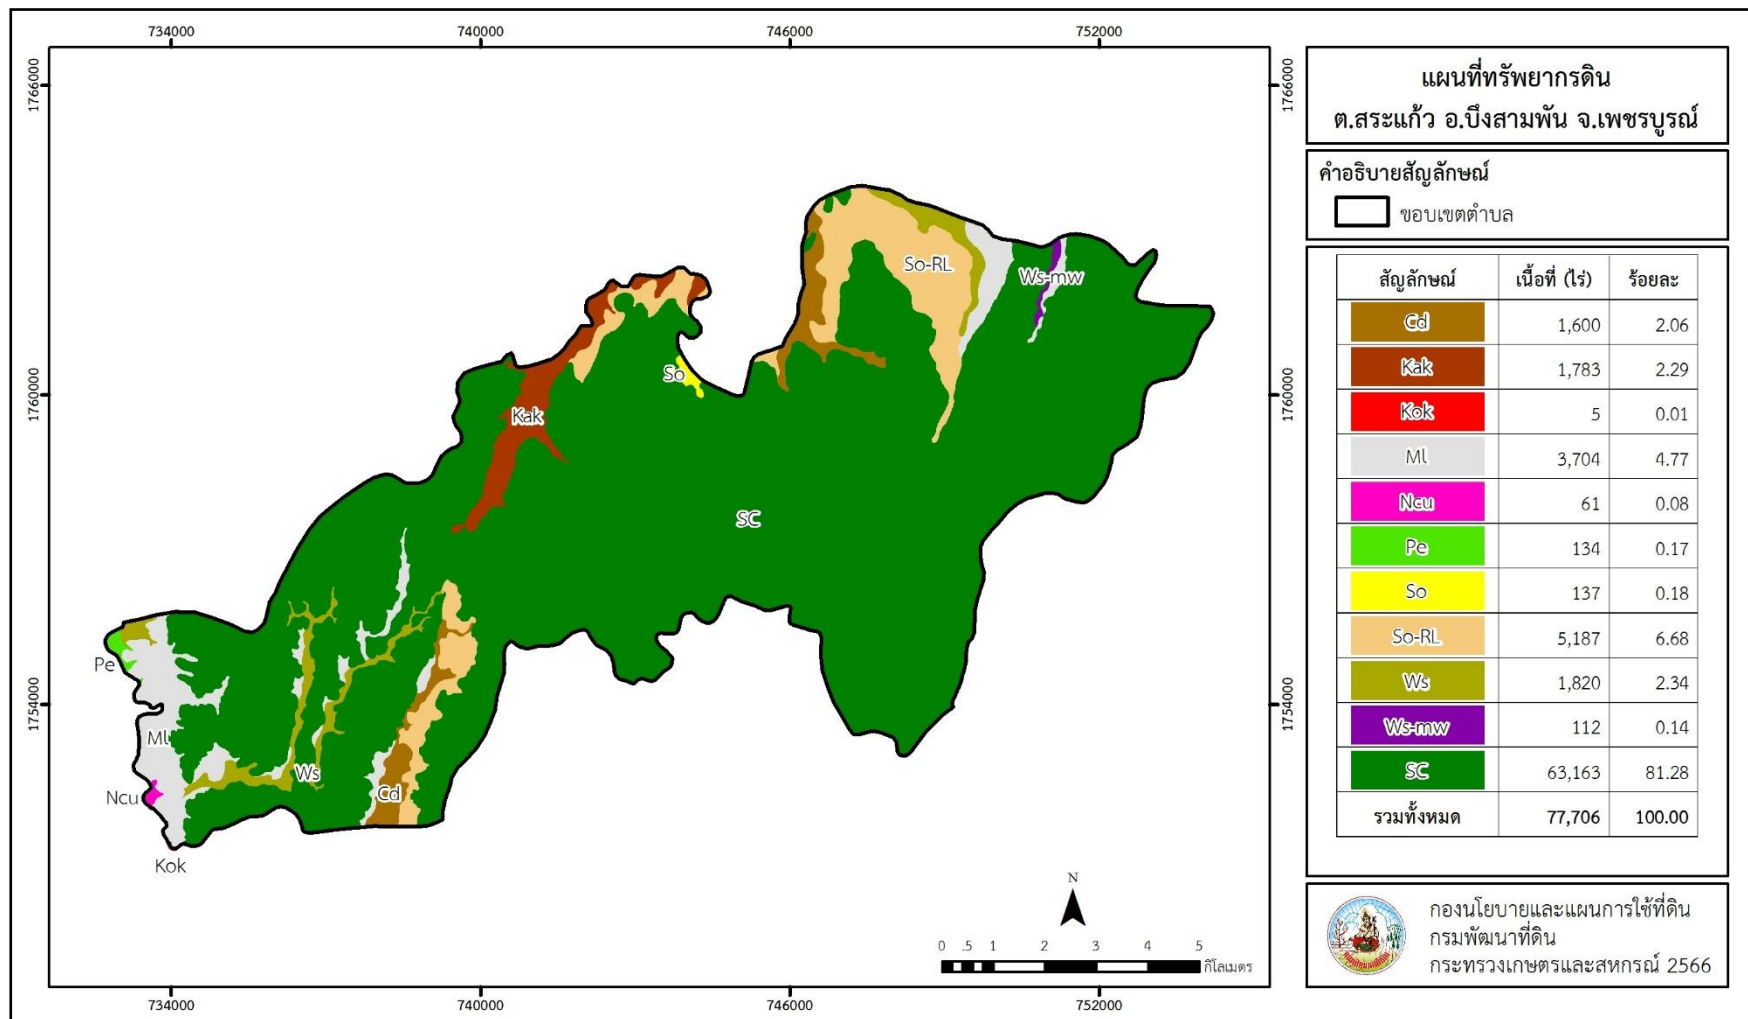 734000 740000 746000 752000
1766000 1766000
1760000 1760000
1754000 1754000
So-RL
Ws-mw
So
Kak
SC
Pe
Ml
Ws
Cd
Ncu
Kok
N
0 .5 1 2 3 4 5
กิโลเมตร
734000 740000 746000 752000
แผนที่ทรัพยากรดิน
ต.สระแก้ว อ.บึงสามพัน จ.เพชรบูรณ์
คำอธิบายสัญลักษณ์
ขอบเขตตำบล
สัญลักษณ์ เนื้อที่ (ไร่) ร้อยละ
Cd 1,600 2.06
Kak 1,783 2.29
Kok 5 0.01
Ml 3,704 4.77
Ncu 61 0.08
Pe 134 0.17
So 137 0.18
So-RL 5,187 6.68
Ws 1,820 2.34
Ws-mw 112 0.14
SC 63,163 81.28
รวมทั้งหมด 77,706 100.00
กองนโยบายและแผนการใช้ที่ดิน
กรมพัฒนาที่ดิน
กระทรวงเกษตรและสหกรณ์ 2566